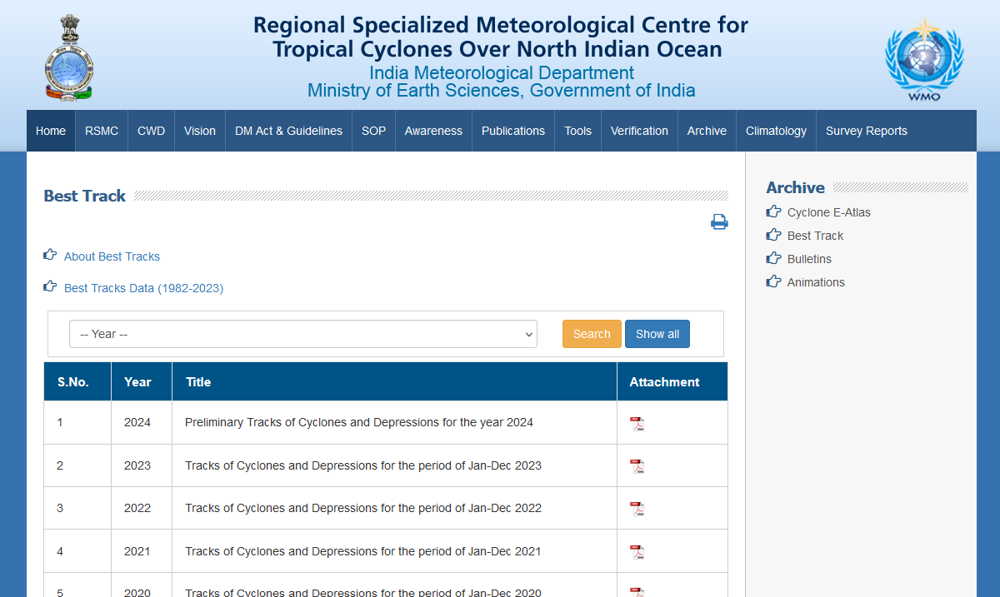 Regional Specialized Meteorological Centre for
Tropical Cyclones Over North Indian Ocean
India Meteorological Department
Ministry of Earth Sciences, Government of India
WMO
Home RSMC CWD Vision DM Act & Guidelines SOP Awareness Publications Tools Verification Archive Climatology Survey Reports
Best Track
About Best Tracks
Best Tracks Data (1982-2023)
-- Year -- Search Show all
S.No. Year Title Attachment
1 2024 Preliminary Tracks of Cyclones and Depressions for the year 2024
2 2023 Tracks of Cyclones and Depressions for the period of Jan-Dec 2023
3 2022 Tracks of Cyclones and Depressions for the period of Jan-Dec 2022
4 2021 Tracks of Cyclones and Depressions for the period of Jan-Dec 2021
5 2020 Tracks of Cyclones and Depressions for the period of Jan-Dec 2020
Archive
Cyclone E-Atlas
Best Track
Bulletins
Animations